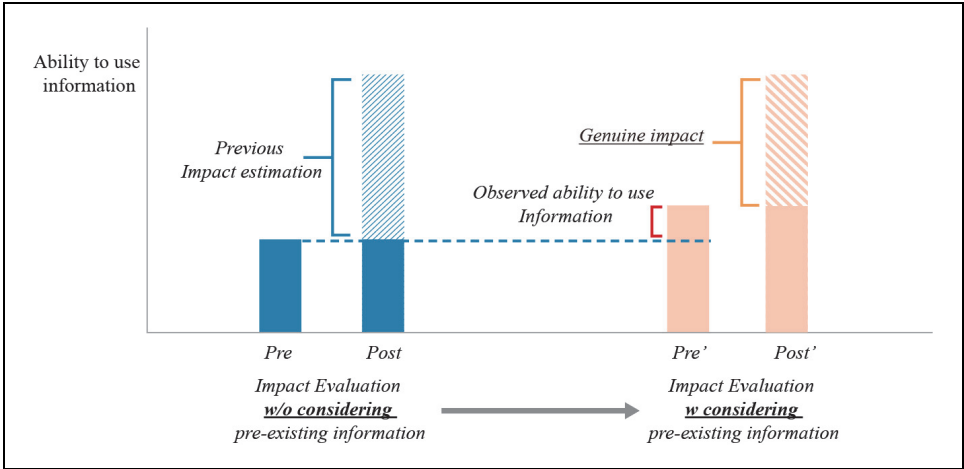 Ability to use
information
Previous
Impact estimation
Genuine impact
Observed ability to use
Information
Pre
Post
Pre’
Post’
Impact Evaluation
w/o considering
pre-existing information
Impact Evaluation
w considering
pre-existing information